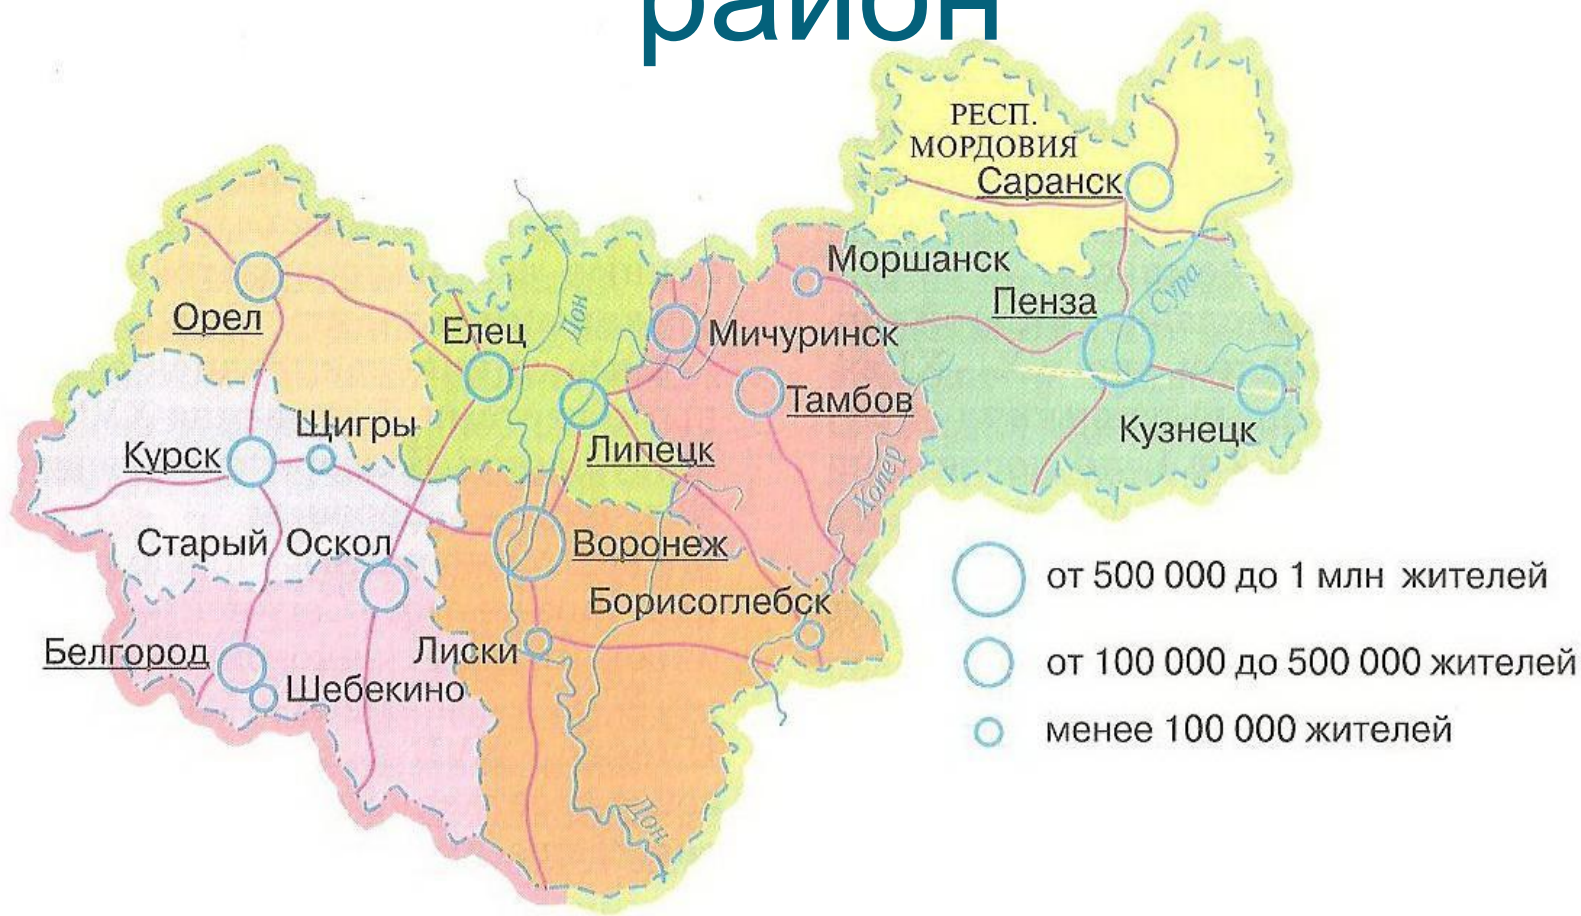 район
РЕСП.
МОРДОВИЯ
Саранск
Моршанск
Пенза
Сура
Орел
Елец
Дон
Мичуринск
Тамбов
Кузнецк
Щигры
Курск
Липецк
Хопер
Старый Оскол
Воронеж
Борисоглебск
Белгород
Лиски
Шебекино
Дон
от 500 000 до 1 млн жителей
от 100 000 до 500 000 жителей
менее 100 000 жителей